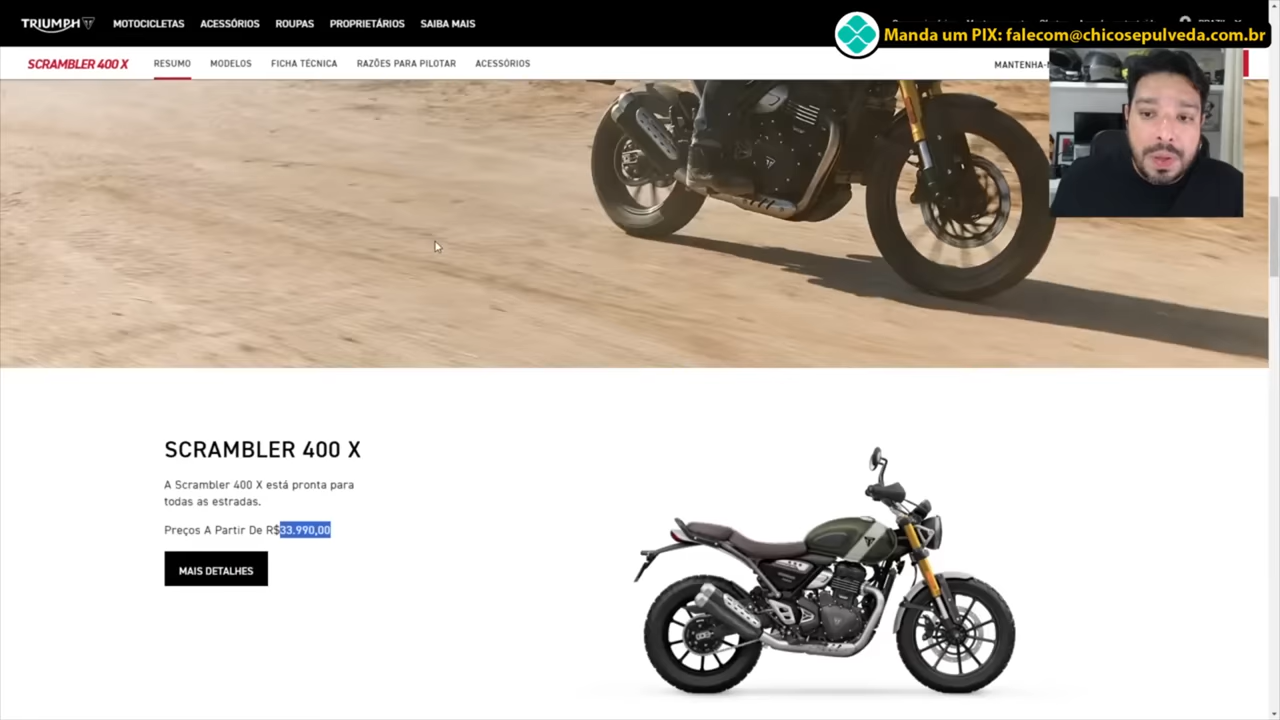 TRIUMPH MOTOCICLETAS ACESSÓRIOS ROUPAS PROPRIETÁRIOS SAIBA MAIS
Manda um PIX: falecom@chicosepulveda.com.br
SCRAMBLER 400 X RESUMO MODELOS FICHA TÉCNICA RAZÕES PARA PILOTAR ACESSÓRIOS
SCRAMBLER 400 X
A Scrambler 400 X está pronta para
todas as estradas.
Preços A Partir De R$33.990,00
MAIS DETALHES